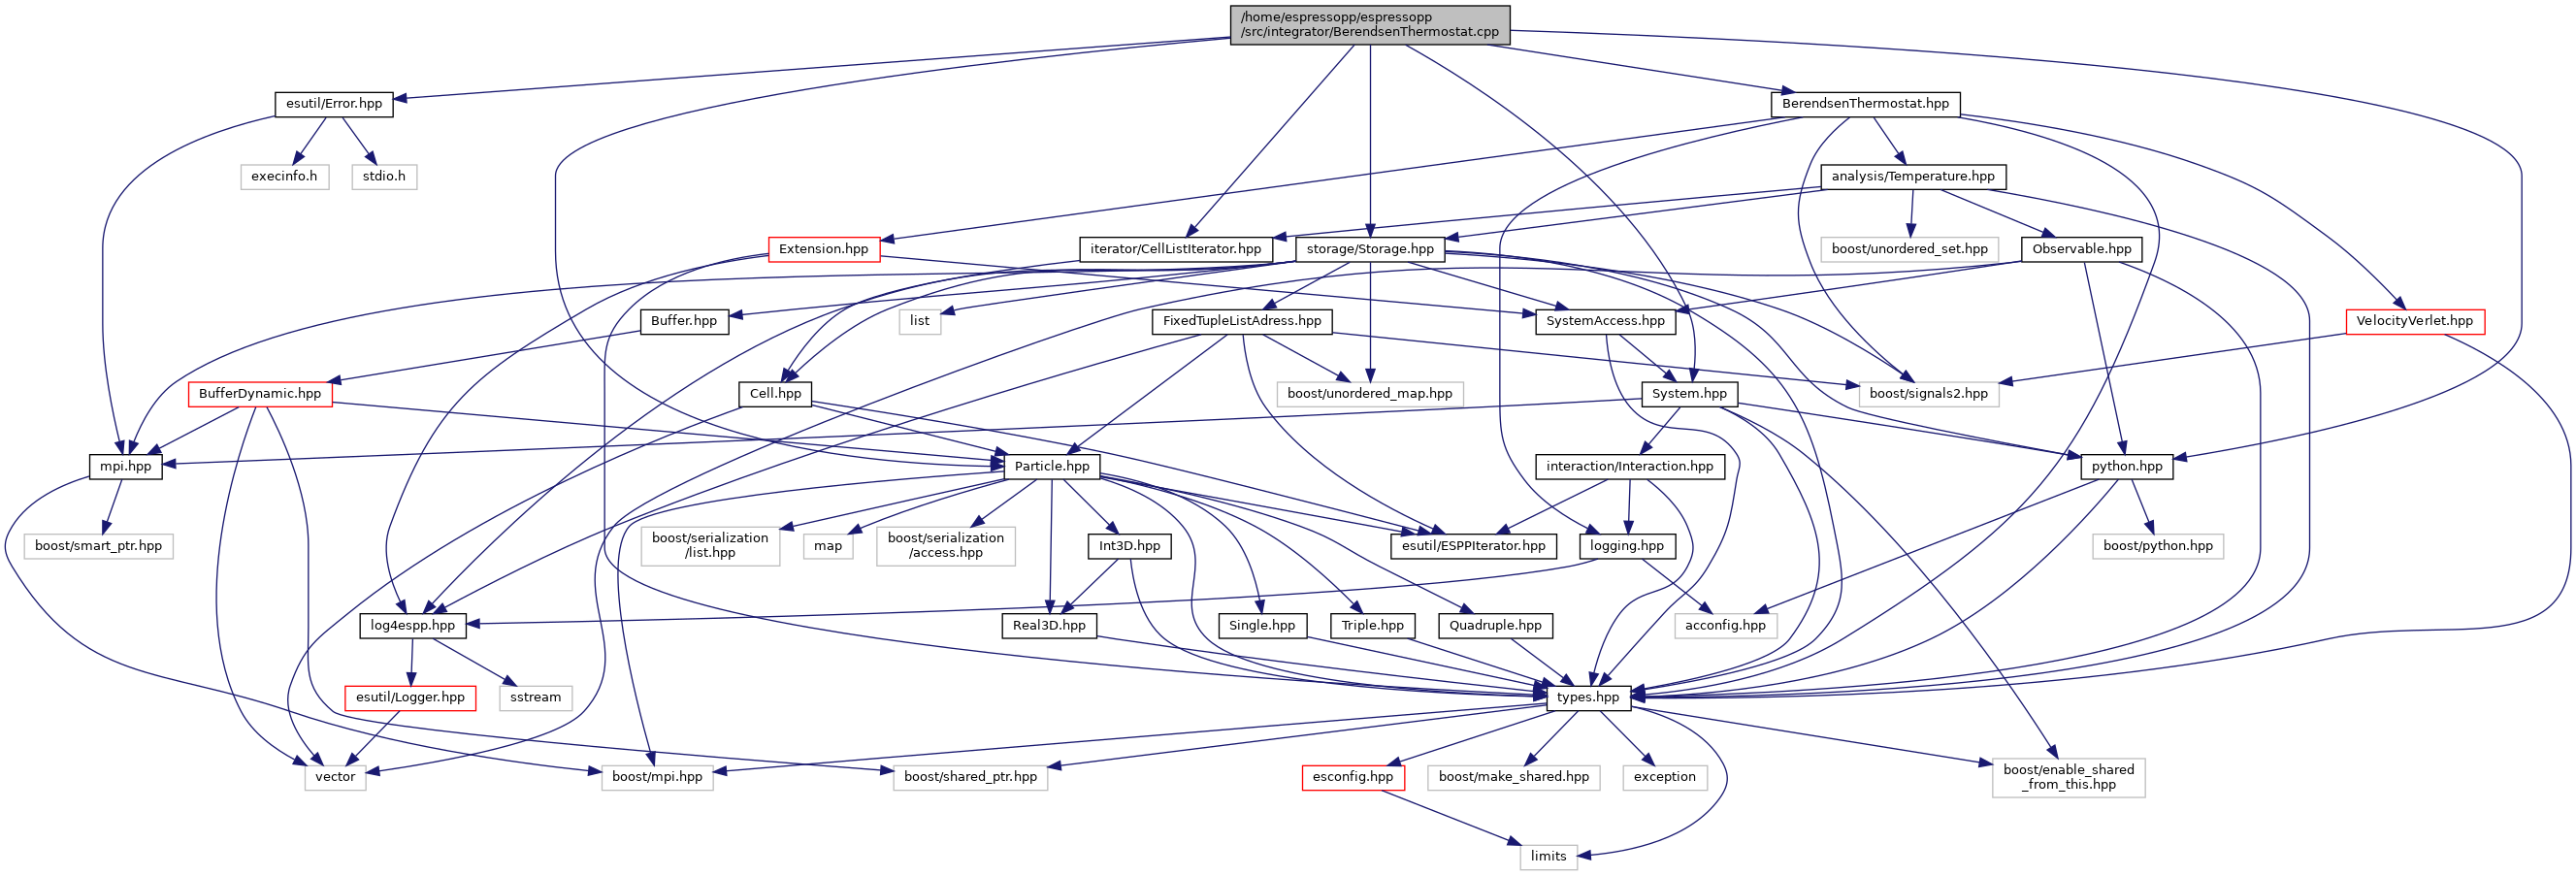 /home/espressopp/espressopp
/src/integrator/BerendsenThermostat.cpp
esutil/Error.hpp
BerendsenThermostat.hpp
execinfo.h
stdio.h
analysis/Temperature.hpp
Extension.hpp
iterator/CellListIterator.hpp
storage/Storage.hpp
boost/unordered_set.hpp
Observable.hpp
Buffer.hpp
list
FixedTupleListAdress.hpp
SystemAccess.hpp
VelocityVerlet.hpp
BufferDynamic.hpp
Cell.hpp
boost/unordered_map.hpp
System.hpp
boost/signals2.hpp
mpi.hpp
Particle.hpp
interaction/Interaction.hpp
python.hpp
boost/smart_ptr.hpp
boost/serialization
/list.hpp
map
boost/serialization
/access.hpp
Int3D.hpp
esutil/ESPPIterator.hpp
logging.hpp
boost/python.hpp
log4espp.hpp
Real3D.hpp
Single.hpp
Triple.hpp
Quadruple.hpp
acconfig.hpp
esutil/Logger.hpp
sstream
types.hpp
vector
boost/mpi.hpp
boost/shared_ptr.hpp
esconfig.hpp
boost/make_shared.hpp
exception
boost/enable_shared
_from_this.hpp
limits